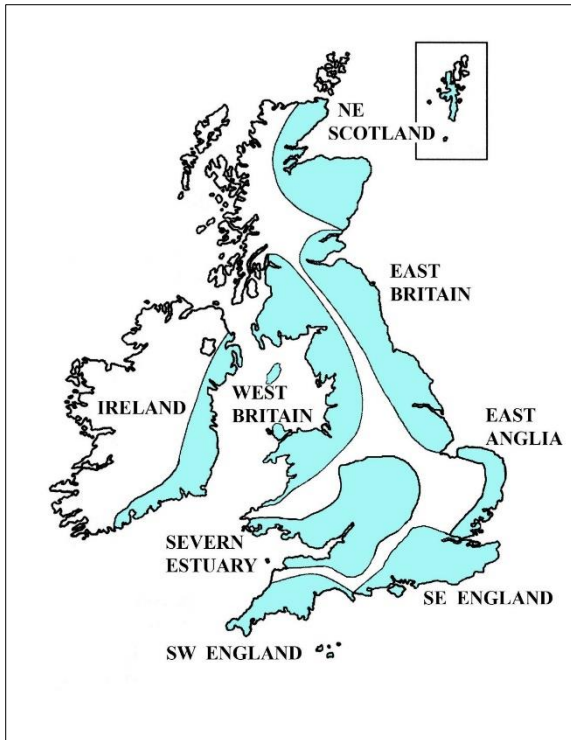 NE
SCOTLAND
EAST
BRITAIN
IRELAND
WEST
BRITAIN
EAST
ANGLIA
SEVERN
ESTUARY
SE ENGLAND
SW ENGLAND